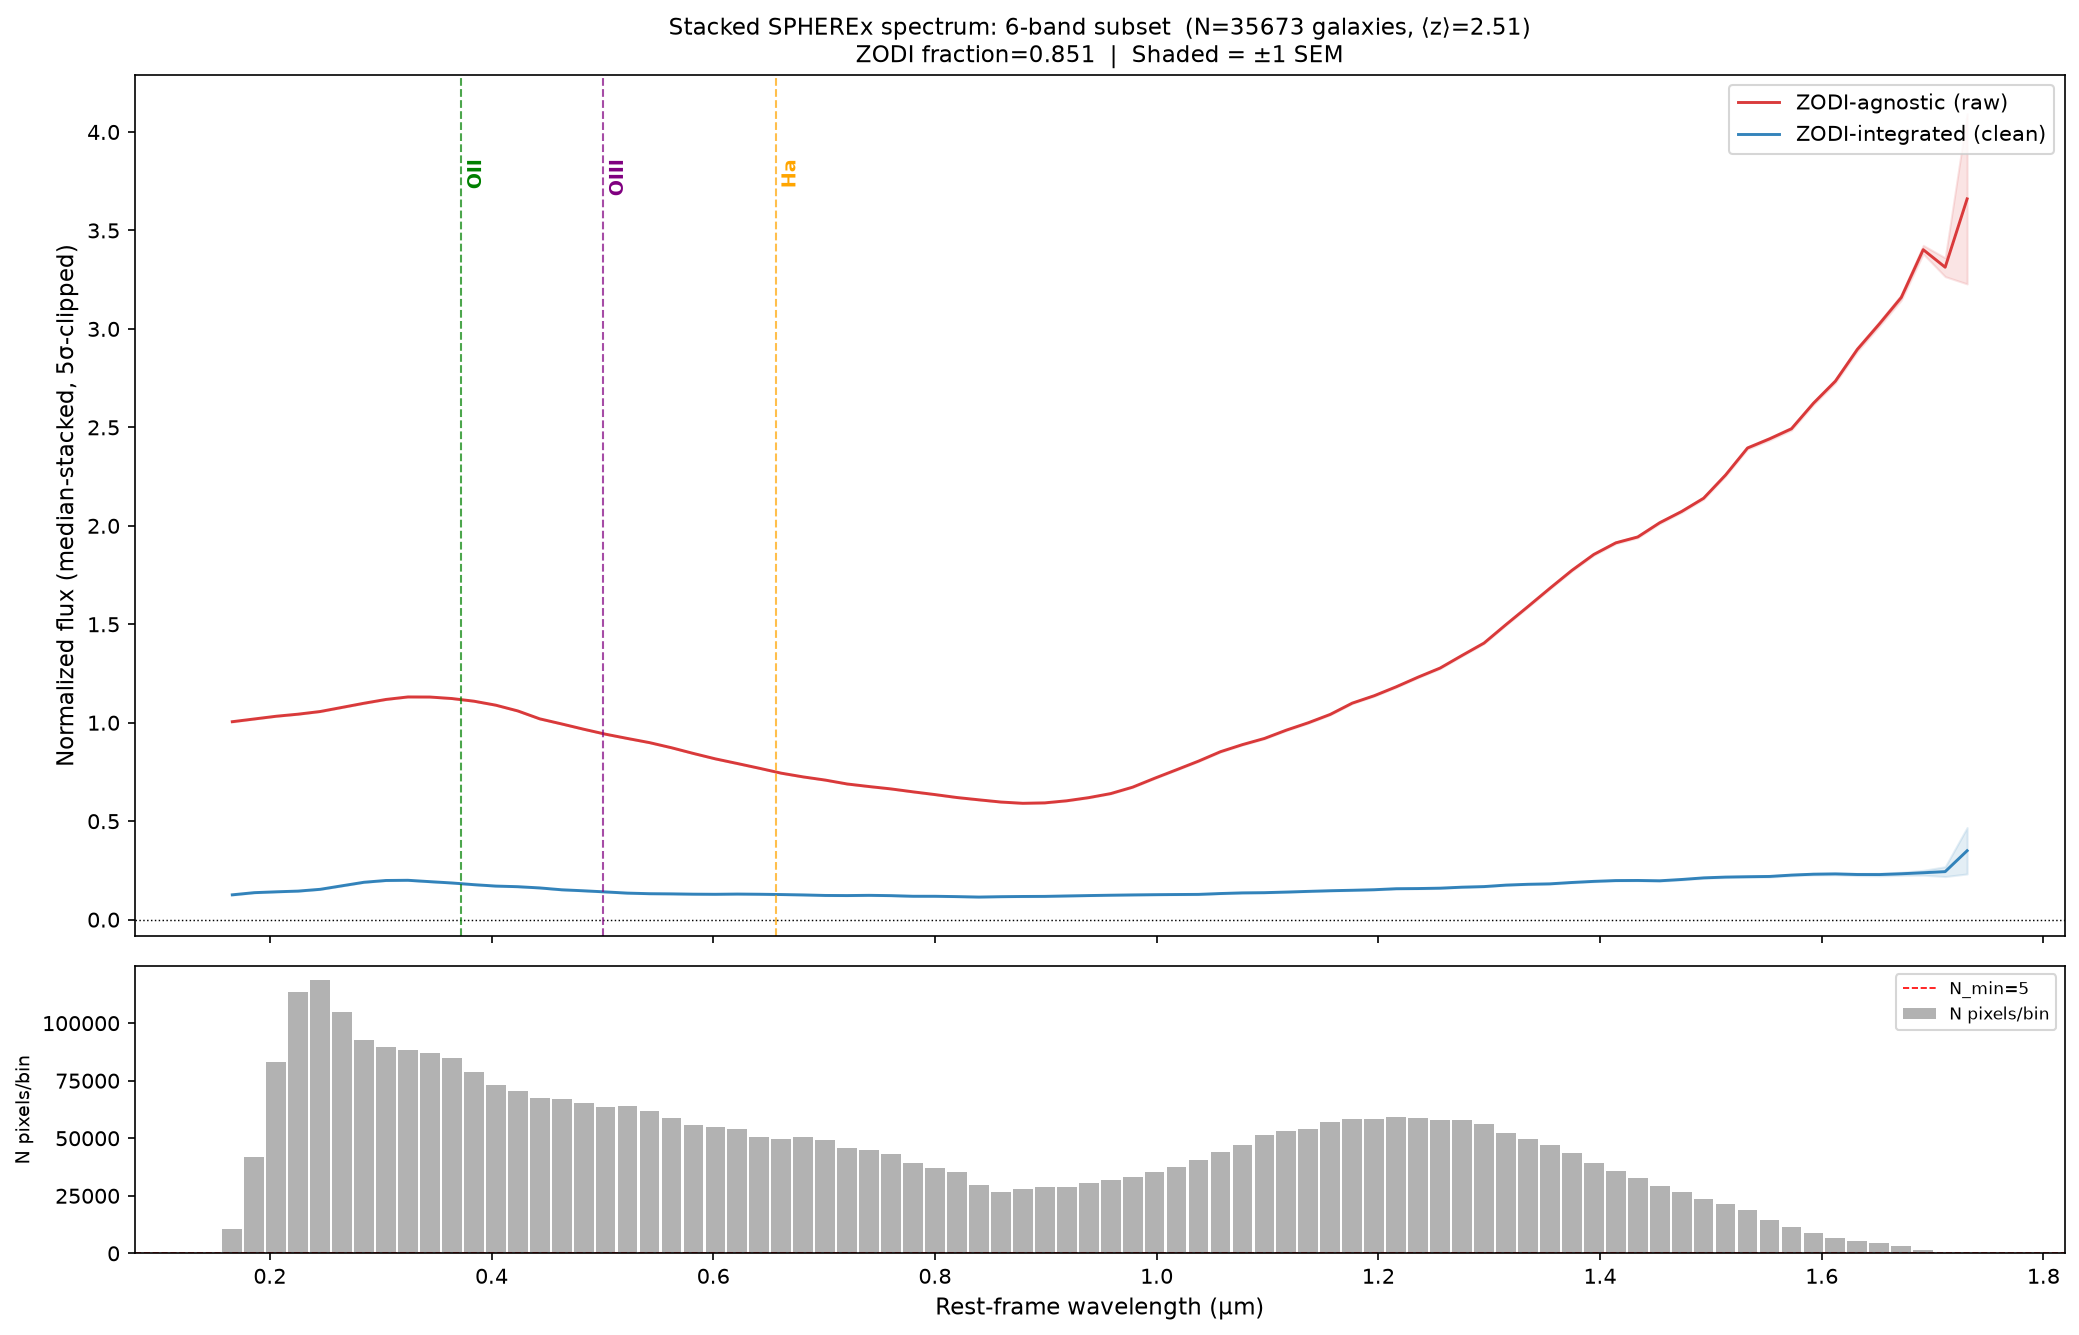 Stacked SPHEREx spectrum: 6-band subset  (N=35673 galaxies, ⟨z⟩=2.51)
ZODI fraction=0.851  |  Shaded = ±1 SEM
ZODI-agnostic (raw)
ZODI-integrated (clean)
OII
OIII
Ha
Normalized flux (median-stacked, 5σ-clipped)
4.0
3.5
3.0
2.5
2.0
1.5
1.0
0.5
0.0
N_min=5
N pixels/bin
N pixels/bin
100000
75000
50000
25000
0
0.2 0.4 0.6 0.8 1.0 1.2 1.4 1.6 1.8
Rest-frame wavelength (μm)